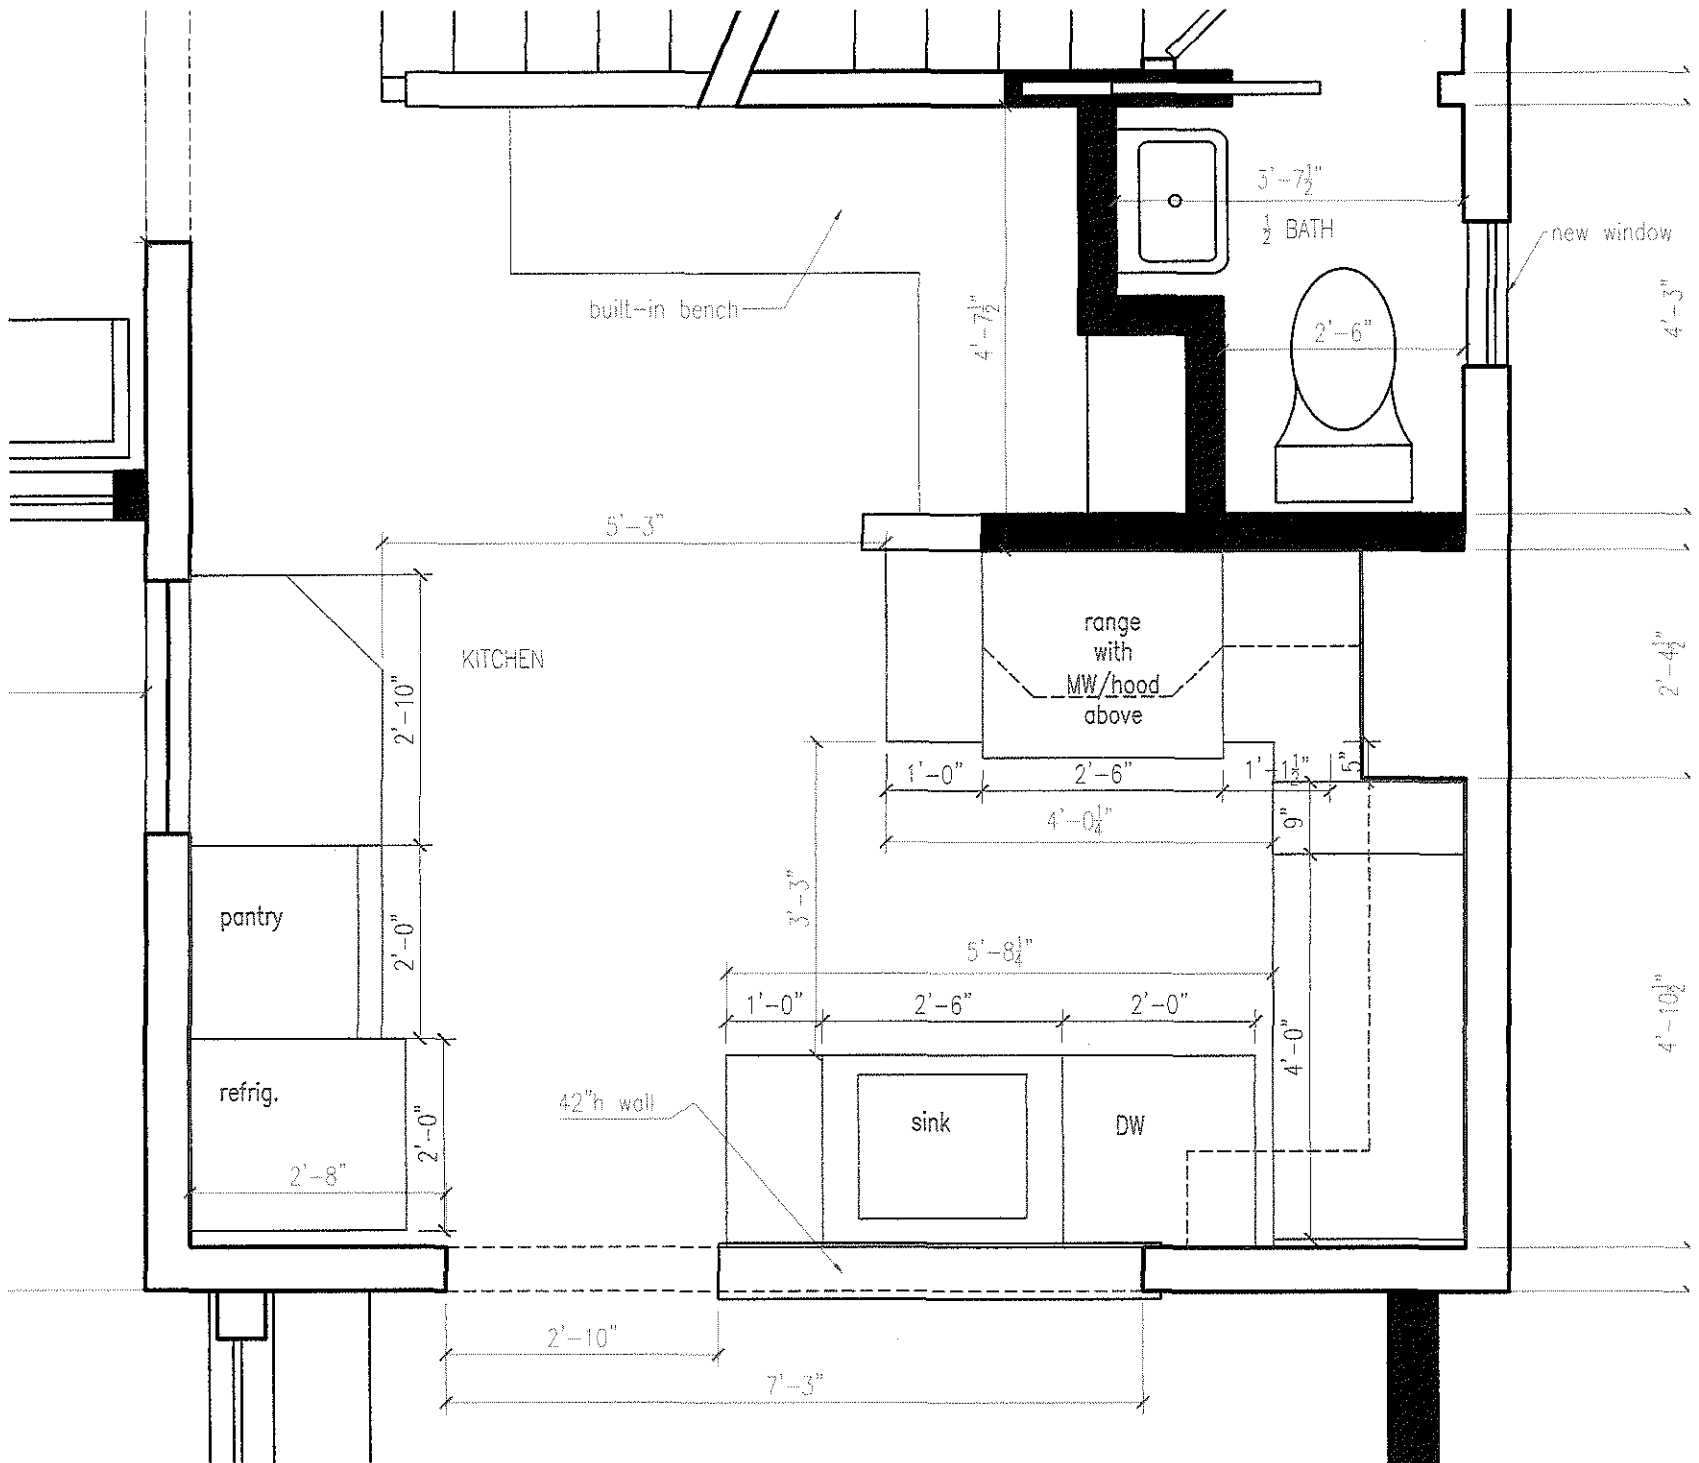 3'-7½"
½ BATH
new window
built-in bench
4'-7½"
2'-6"
4'-3"
5'-3"
KITCHEN
range
with
MW/hood
above
2'-10"
2'-4½"
1'-0"
2'-6"
1'-1½"
5"
4'-0¼"
9"
pantry
2'-0"
3'-3"
5'-8¼"
1'-0"
2'-6"
2'-0"
4'-0"
4'-10½"
refrig.
42"h wall
sink
DW
2'-0"
2'-8"
2'-10"
7'-3"